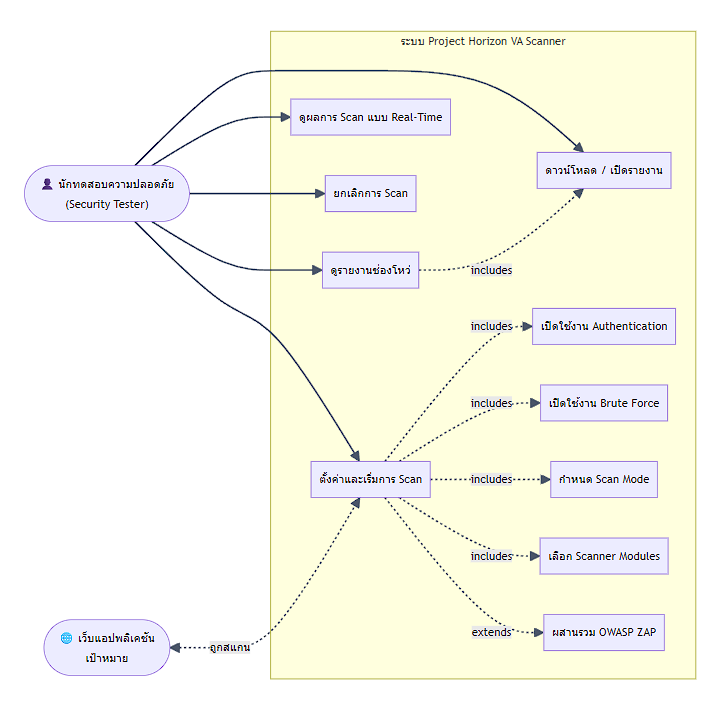 ระบบ Project Horizon VA Scanner
ดูผลการ Scan แบบ Real-Time
ดาวน์โหลด / เปิดรายงาน
นักทดสอบความปลอดภัย
(Security Tester)
ยกเลิกการ Scan
ดูรายงานช่องโหว่
includes
includes
เปิดใช้งาน Authentication
includes
เปิดใช้งาน Brute Force
ตั้งค่าและเริ่มการ Scan
includes
กำหนด Scan Mode
includes
เลือก Scanner Modules
extends
ผสานรวม OWASP ZAP
เว็บแอปพลิเคชัน
เป้าหมาย
ถูกสแกน